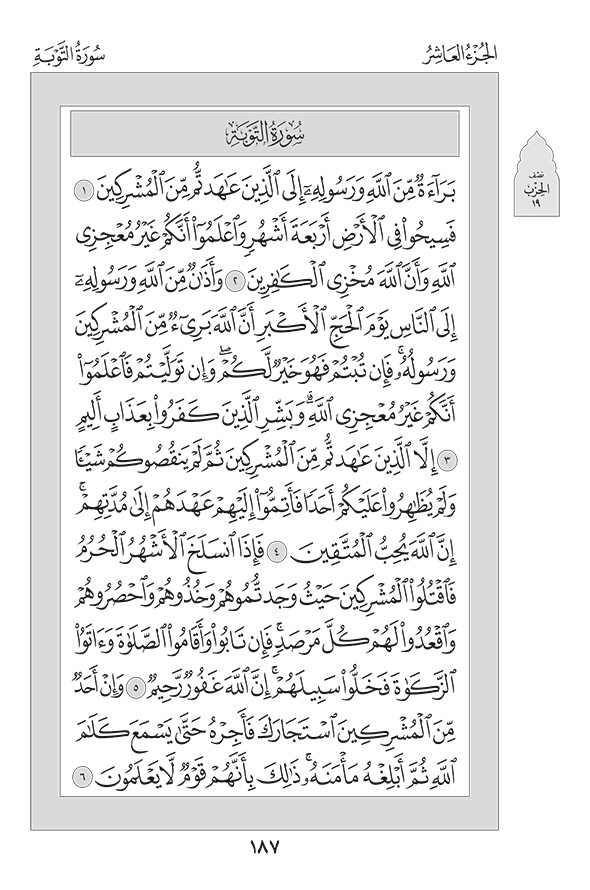 الجُزْءُ العَاشِرُ
سُورَةُ التَّوْبَةِ
سُورَةُ التَّوْبَةِ
بَرَآءَةٌ مِّنَ ٱللَّهِ وَرَسُولِهِۦٓ إِلَى ٱلَّذِينَ عَٰهَدتُّم مِّنَ ٱلْمُشْرِكِينَ ١
فَسِيحُوا۟ فِى ٱلْأَرْضِ أَرْبَعَةَ أَشْهُرٍ وَٱعْلَمُوٓا۟ أَنَّكُمْ غَيْرُ مُعْجِزِى
ٱللَّهِ وَأَنَّ ٱللَّهَ مُخْزِى ٱلْكَٰفِرِينَ ٢ وَأَذَٰنٌ مِّنَ ٱللَّهِ وَرَسُولِهِۦٓ
إِلَى ٱلنَّاسِ يَوْمَ ٱلْحَجِّ ٱلْأَكْبَرِ أَنَّ ٱللَّهَ بَرِىٓءٌ مِّنَ ٱلْمُشْرِكِينَ
وَرَسُولُهُۥ ۚ فَإِن تُبْتُمْ فَهُوَ خَيْرٌ لَّكُمْ ۖ وَإِن تَوَلَّيْتُمْ فَٱعْلَمُوٓا۟
أَنَّكُمْ غَيْرُ مُعْجِزِى ٱللَّهِ ۗ وَبَشِّرِ ٱلَّذِينَ كَفَرُوا۟ بِعَذَابٍ أَلِيمٍ
٣ إِلَّا ٱلَّذِينَ عَٰهَدتُّم مِّنَ ٱلْمُشْرِكِينَ ثُمَّ لَمْ يَنقُصُوكُمْ شَيْـًٔا
وَلَمْ يُظَٰهِرُوا۟ عَلَيْكُمْ أَحَدًا فَأَتِمُّوٓا۟ إِلَيْهِمْ عَهْدَهُمْ إِلَىٰ مُدَّتِهِمْ ۚ
إِنَّ ٱللَّهَ يُحِبُّ ٱلْمُتَّقِينَ ٤ فَإِذَا ٱنسَلَخَ ٱلْأَشْهُرُ ٱلْحُرُمُ
فَٱقْتُلُوا۟ ٱلْمُشْرِكِينَ حَيْثُ وَجَدتُّمُوهُمْ وَخُذُوهُمْ وَٱحْصُرُوهُمْ
وَٱقْعُدُوا۟ لَهُمْ كُلَّ مَرْصَدٍ ۚ فَإِن تَابُوا۟ وَأَقَامُوا۟ ٱلصَّلَوٰةَ وَءَاتَوُا۟
ٱلزَّكَوٰةَ فَخَلُّوا۟ سَبِيلَهُمْ ۚ إِنَّ ٱللَّهَ غَفُورٌ رَّحِيمٌ ٥ وَإِنْ أَحَدٌ
مِّنَ ٱلْمُشْرِكِينَ ٱسْتَجَارَكَ فَأَجِرْهُ حَتَّىٰ يَسْمَعَ كَلَٰمَ
ٱللَّهِ ثُمَّ أَبْلِغْهُ مَأْمَنَهُۥ ۚ ذَٰلِكَ بِأَنَّهُمْ قَوْمٌ لَّا يَعْلَمُونَ ٦
نصف
الحزب
١٩
١٨٧